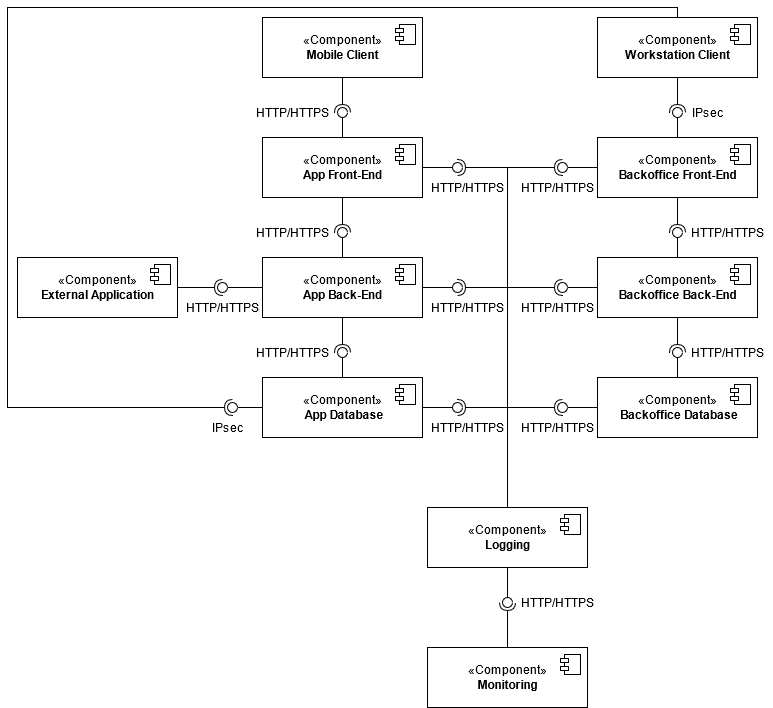 «Component»
Mobile Client
«Component»
Workstation Client
HTTP/HTTPS
IPsec
«Component»
App Front-End
«Component»
Backoffice Front-End
HTTP/HTTPS
HTTP/HTTPS
HTTP/HTTPS
HTTP/HTTPS
«Component»
External Application
«Component»
App Back-End
«Component»
Backoffice Back-End
HTTP/HTTPS
HTTP/HTTPS
HTTP/HTTPS
HTTP/HTTPS
HTTP/HTTPS
«Component»
App Database
«Component»
Backoffice Database
IPsec
HTTP/HTTPS
HTTP/HTTPS
«Component»
Logging
HTTP/HTTPS
«Component»
Monitoring